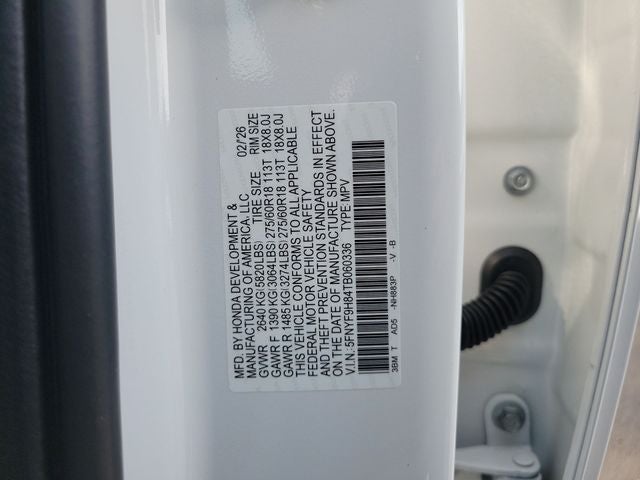 MFD. BY HONDA DEVELOPMENT & 02/26
MANUFACTURING OF AMERICA, LLC TIRE SIZE RIM SIZE
GVWR 2640 KG(5820LBS)
GAWR F 1390 KG(3064LBS) 275/60R18 113T 18X8.0J
GAWR R 1485 KG(3274LBS) 275/60R18 113T 18X8.0J
THIS VEHICLE CONFORMS TO ALL APPLICABLE
FEDERAL MOTOR VEHICLE SAFETY
AND THEFT PREVENTION STANDARDS IN EFFECT
ON THE DATE OF MANUFACTURE SHOWN ABOVE.
V.I.N.:5FNYF9H84TB060336 TYPE:MPV
3BM T AD5 -NH883P -V -B